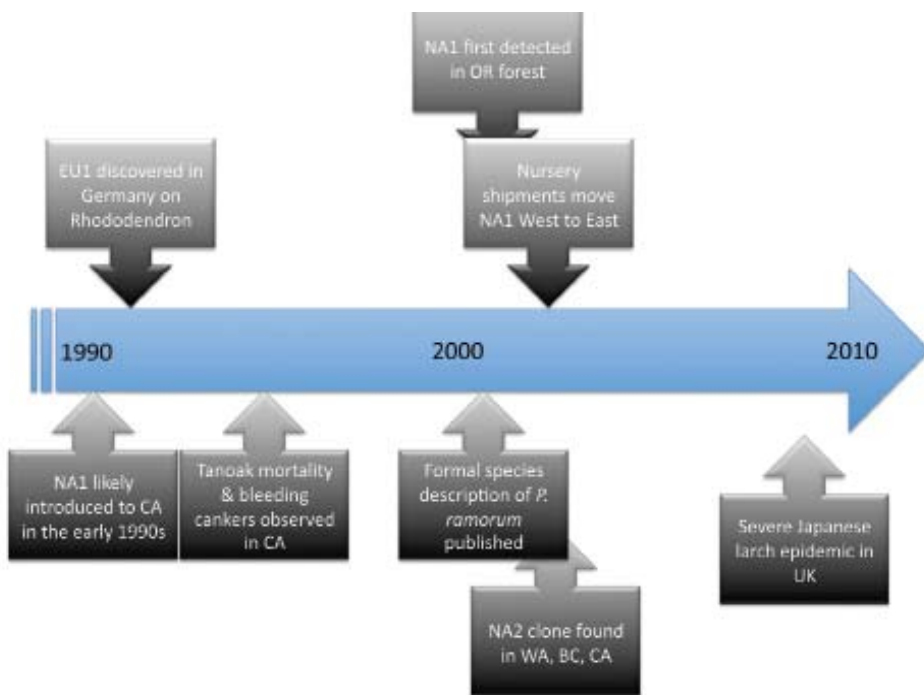 NA1 first detected
in OR forest
EU1 discovered in
Germany on
Rhododendron
Nursery
shipments move
NA1 West to East
1990
2000
2010
NA1 likely
introduced to CA
in the early 1990s
Tanoak mortality
& bleeding
cankers observed
in CA
Formal species
description of P.
ramorum
published
Severe Japanese
larch epidemic in
UK
NA2 clone found
in WA, BC, CA